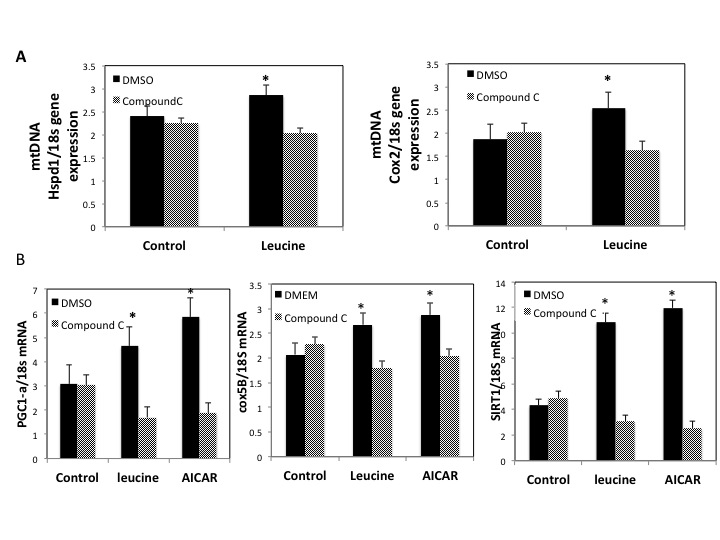 A
mtDNA
Hspd1/18s gene
expression
3.5
3
2.5
2
1.5
1
0.5
0
DMSO
CompoundC
*
Control Leucine
mtDNA
Cox2/18s gene
expression
3.5
3
2.5
2
1.5
1
0.5
0
DMSO
Compound C
*
Control Leucine
B
PGC1-a/18s mRNA
7
6
5
4
3
2
1
0
DMSO
Compound C
*
*
Control leucine AICAR
cox5B/18S mRNA
3.5
3
2.5
2
1.5
1
0.5
0
DMEM
Compound C
*
*
Control Leucine AICAR
SIRT1/18S mRNA
14
12
10
8
6
4
2
0
DMSO
Compound C
*
*
Control leucine AICAR